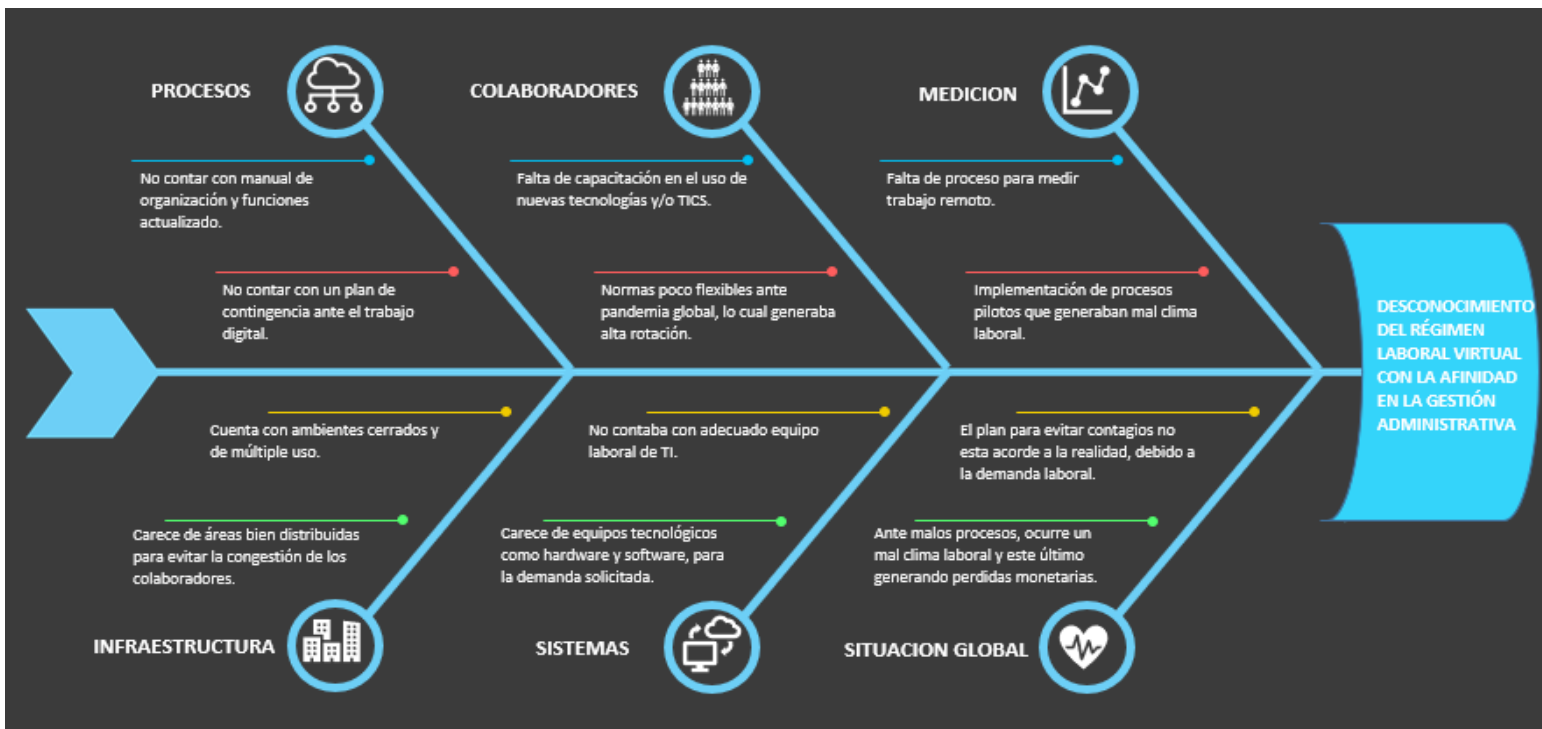 PROCESOS
No contar con manual de
organización y funciones
actualizado.
No contar con un plan de
contingencia ante el trabajo
digital.
COLABORADORES
Falta de capacitación en el uso de
nuevas tecnologías y/o TICS.
Normas poco flexibles ante
pandemia global, lo cual generaba
alta rotación.
MEDICION
Falta de proceso para medir
trabajo remoto.
Implementación de procesos
pilotos que generaban mal clima
laboral.
DESCONOCIMIENTO
DEL RÉGIMEN
LABORAL VIRTUAL
CON LA AFINIDAD
EN LA GESTIÓN
ADMINISTRATIVA
Cuenta con ambientes cerrados y
de múltiple uso.
Carece de áreas bien distribuidas
para evitar la congestión de los
colaboradores.
INFRAESTRUCTURA
No contaba con adecuado equipo
laboral de TI.
Carece de equipos tecnológicos
como hardware y software, para
la demanda solicitada.
SISTEMAS
El plan para evitar contagios no
esta acorde a la realidad, debido a
la demanda laboral.
Ante malos procesos, ocurre un
mal clima laboral y este último
generando perdidas monetarias.
SITUACION GLOBAL